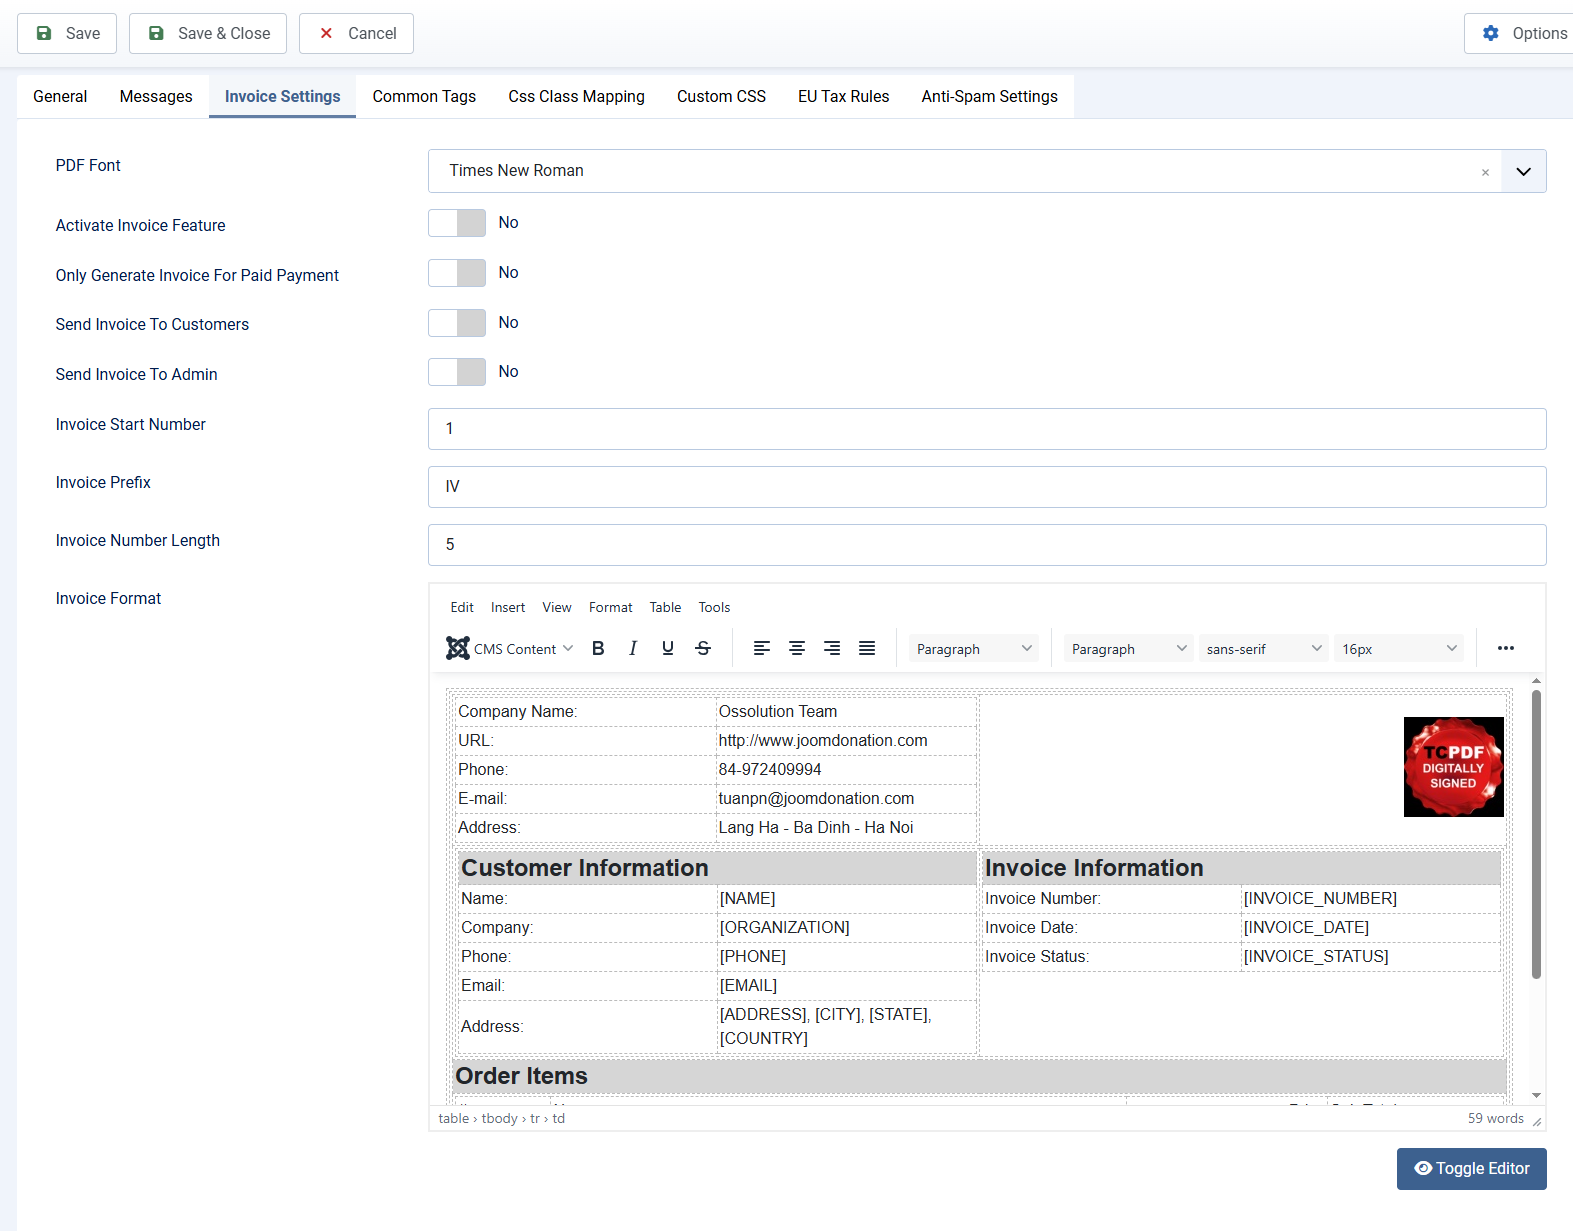 Save
Save & Close
Cancel
Options
General
Messages
Invoice Settings
Common Tags
Css Class Mapping
Custom CSS
EU Tax Rules
Anti-Spam Settings
PDF Font
Times New Roman
Activate Invoice Feature
No
Only Generate Invoice For Paid Payment
No
Send Invoice To Customers
No
Send Invoice To Admin
No
Invoice Start Number
1
Invoice Prefix
IV
Invoice Number Length
5
Invoice Format
Edit Insert View Format Table Tools
CMS Content
B I U S
Paragraph
Paragraph
sans-serif
16px
Company Name: Ossolution Team
URL: http://www.joomdonation.com
Phone: 84-972409994
E-mail: tuanpn@joomdonation.com
Address: Lang Ha - Ba Dinh - Ha Noi
TCPDF
DIGITALLY
SIGNED
Customer Information
Name: [NAME]
Company: [ORGANIZATION]
Phone: [PHONE]
Email: [EMAIL]
Address: [ADDRESS], [CITY], [STATE],
[COUNTRY]
Invoice Information
Invoice Number: [INVOICE_NUMBER]
Invoice Date: [INVOICE_DATE]
Invoice Status: [INVOICE_STATUS]
Order Items
table › tbody › tr › td
59 words
Toggle Editor